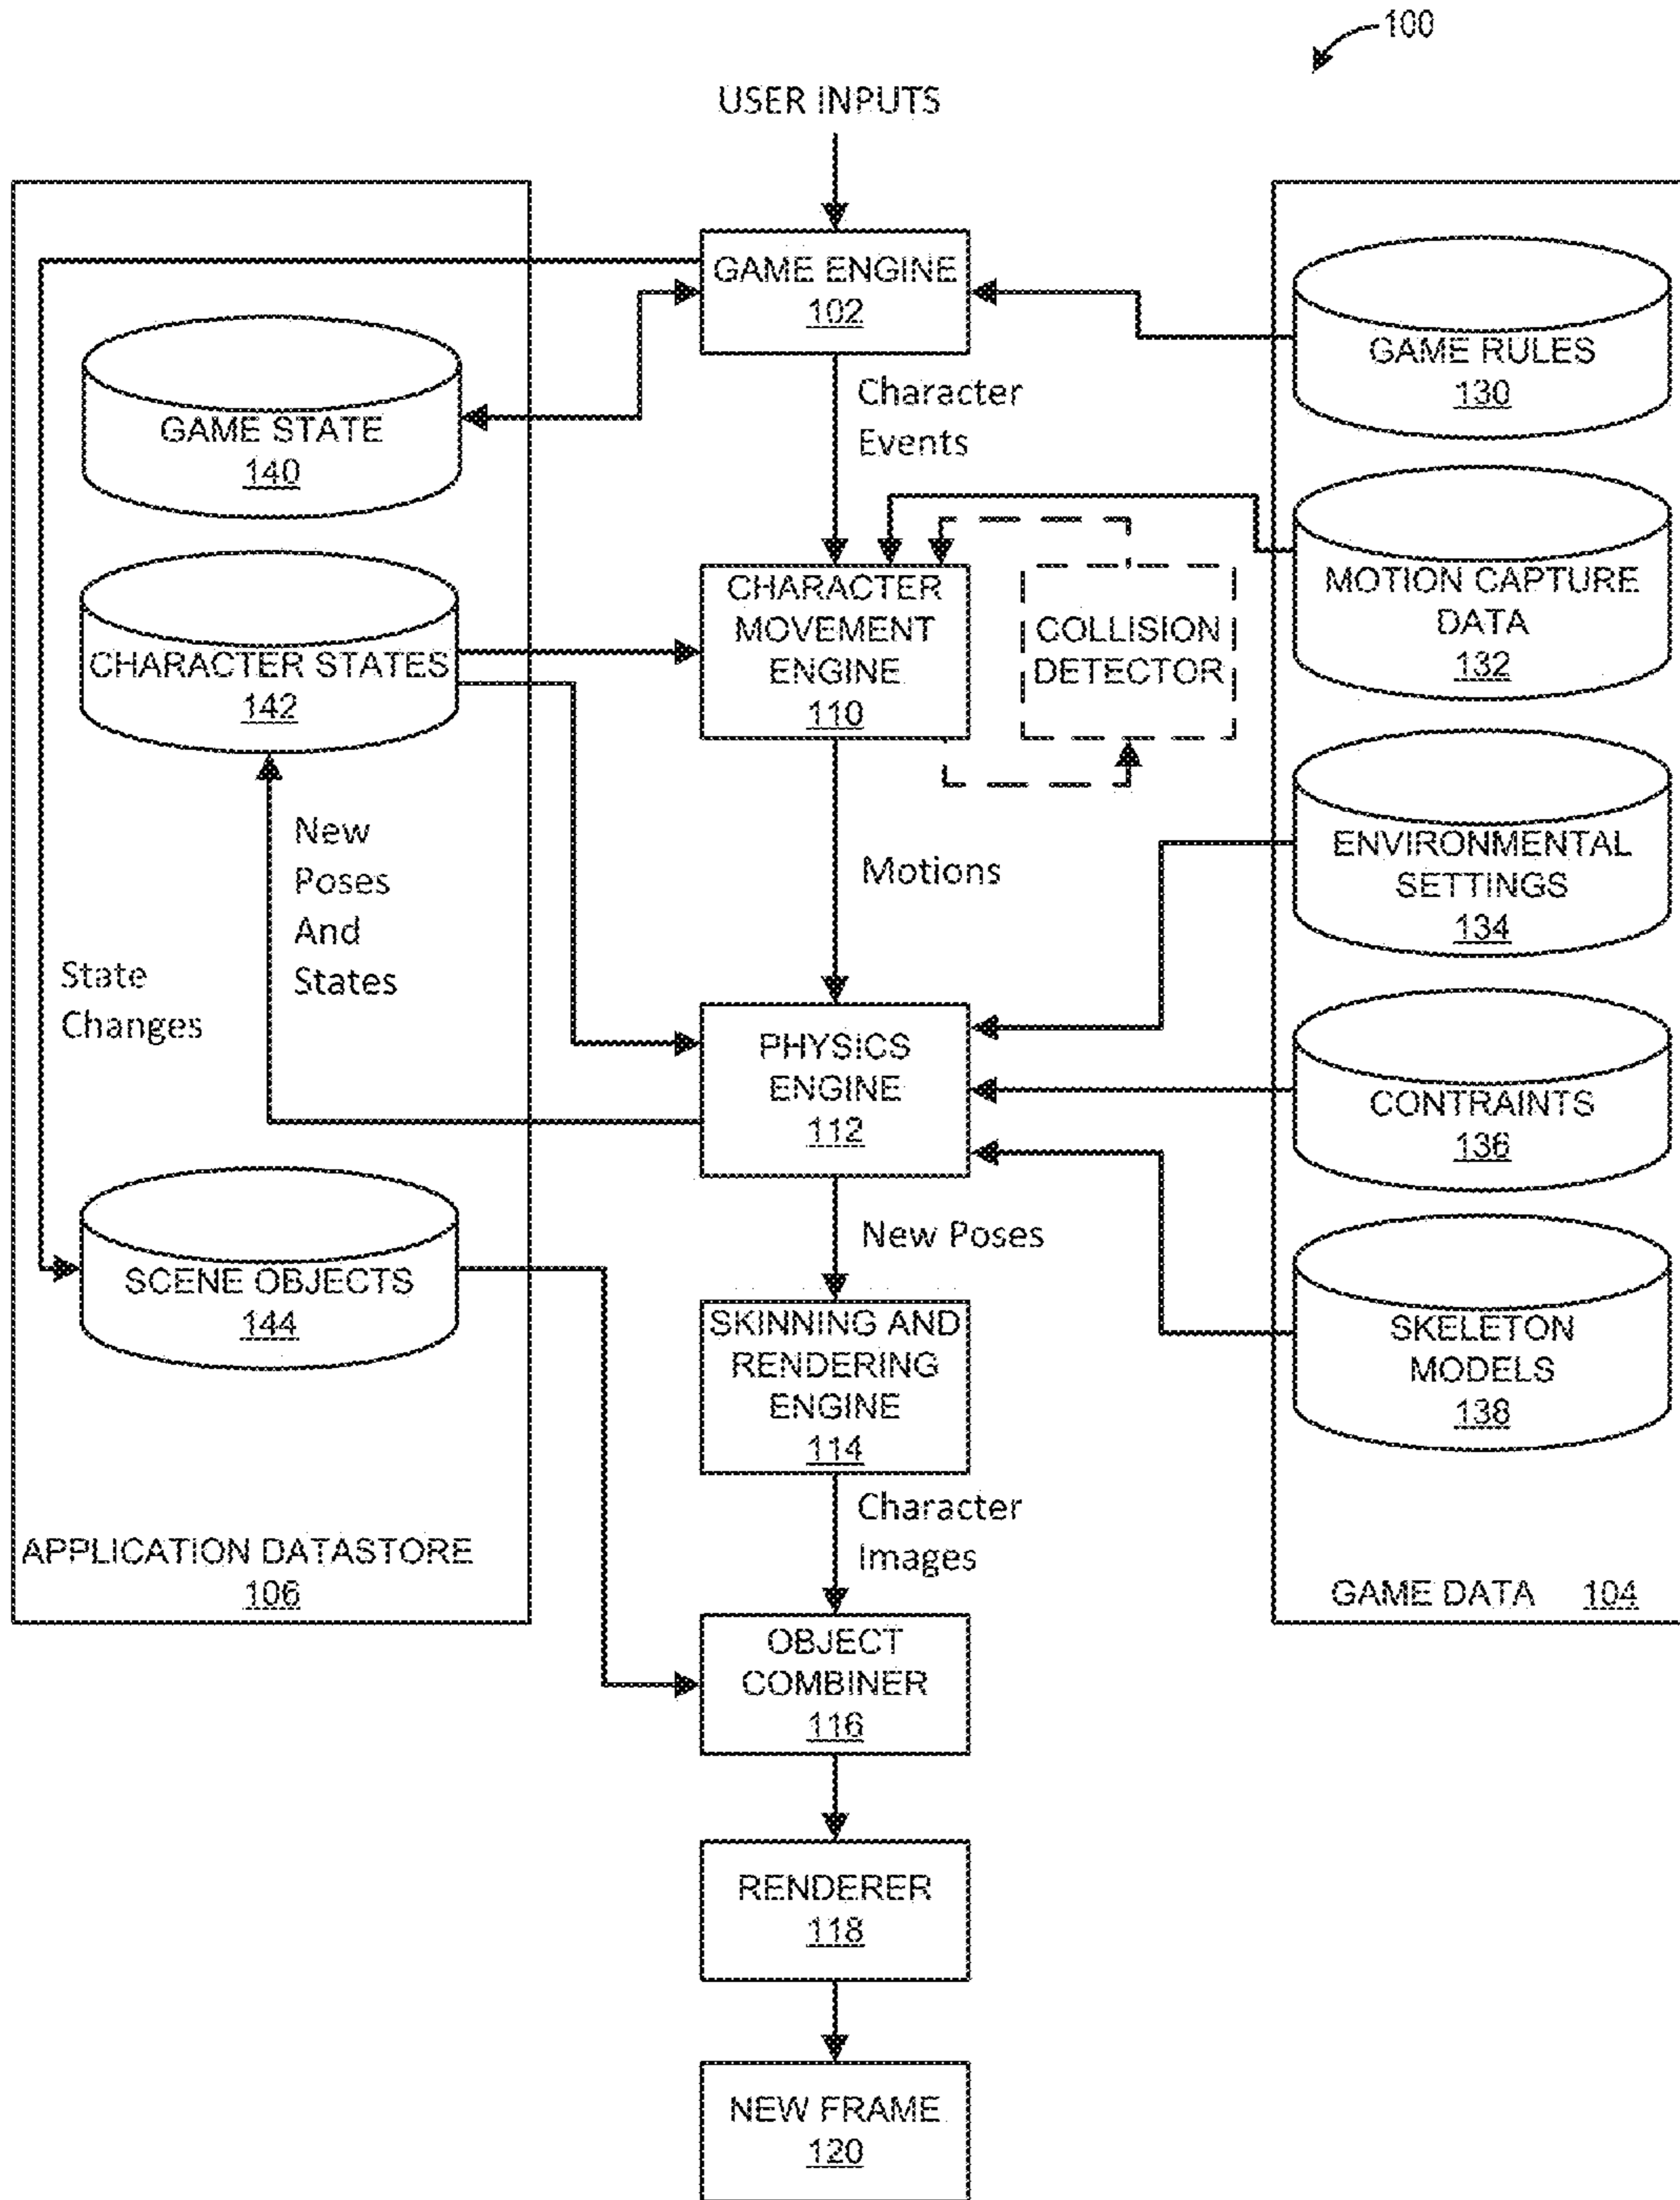 100
USER INPUTS
GAME ENGINE
102
GAME RULES
130
Character
Events
GAME STATE
140
MOTION CAPTURE
DATA
132
CHARACTER
MOVEMENT
ENGINE
110
COLLISION
DETECTOR
CHARACTER STATES
142
New
Poses
And
States
Motions
ENVIRONMENTAL
SETTINGS
134
State
Changes
PHYSICS
ENGINE
112
CONTRAINTS
136
New Poses
SCENE OBJECTS
144
SKINNING AND
RENDERING
ENGINE
114
SKELETON
MODELS
138
Character
Images
APPLICATION DATASTORE
106
GAME DATA 104
OBJECT
COMBINER
116
RENDERER
118
NEW FRAME
120